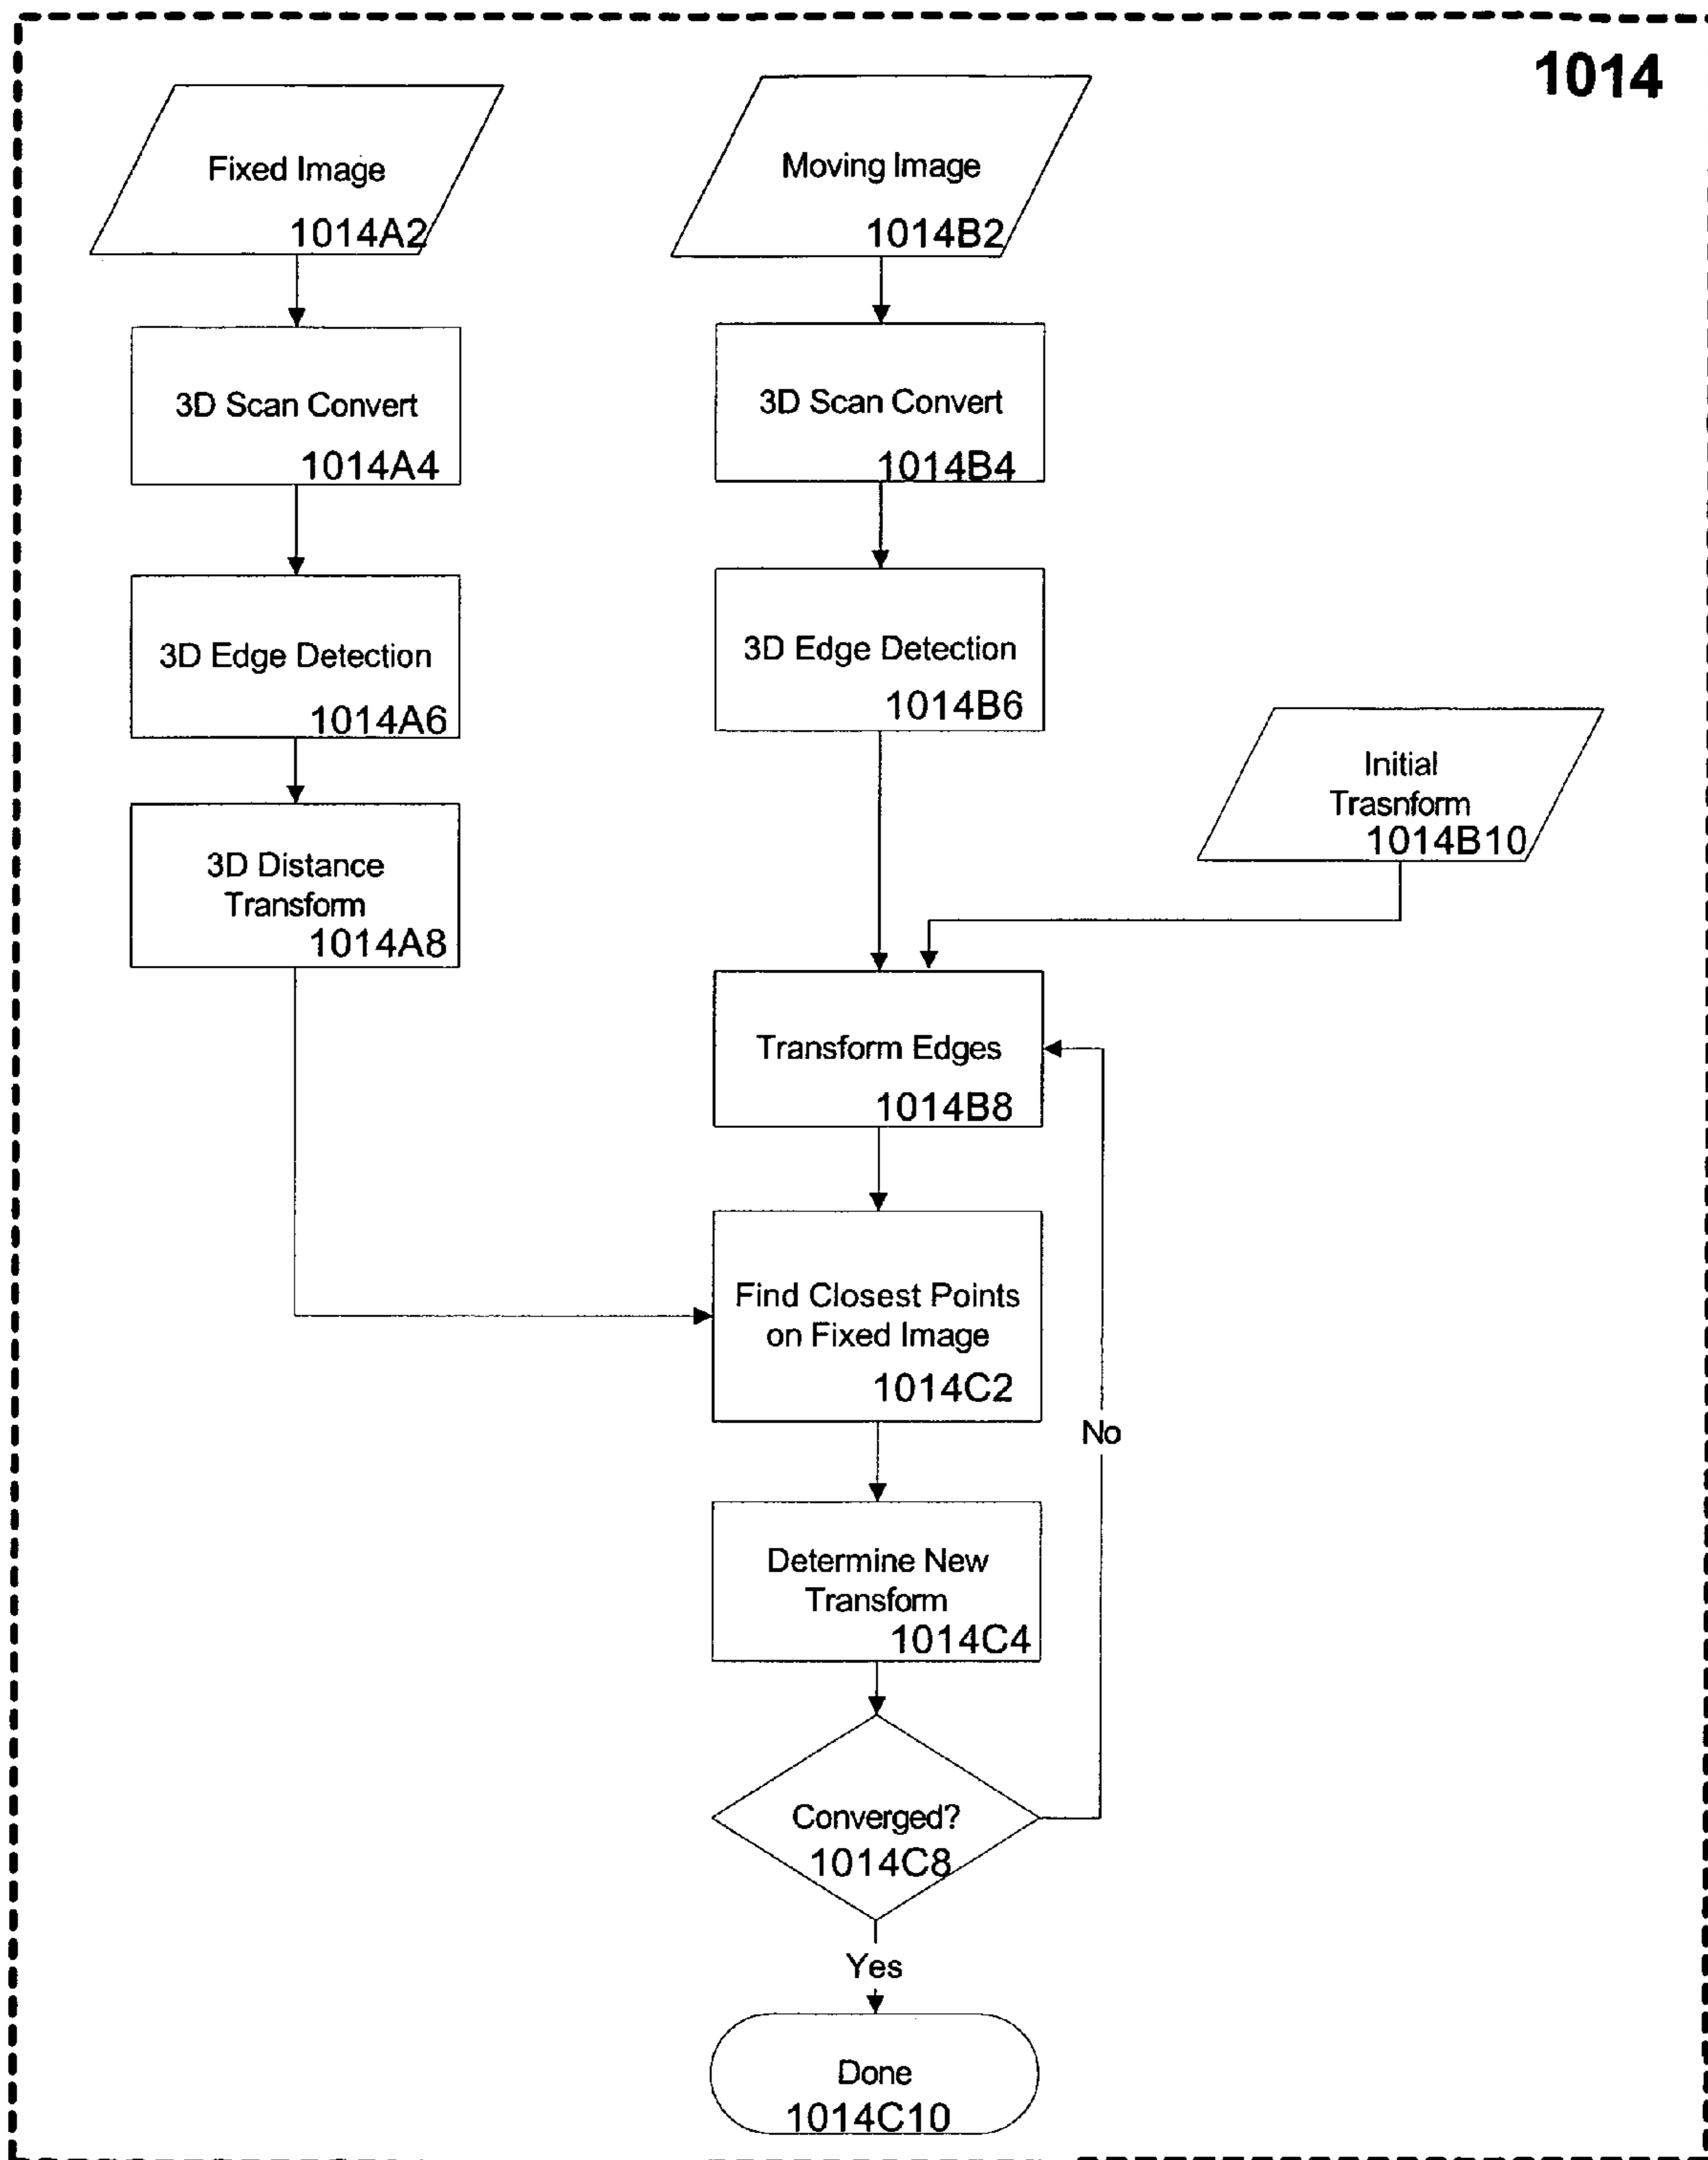 1014
Fixed Image
1014A2
Moving Image
1014B2
3D Scan Convert
1014A4
3D Scan Convert
1014B4
3D Edge Detection
1014A6
3D Edge Detection
1014B6
Initial
Trasnform
1014B10
3D Distance
Transform
1014A8
Transform Edges
1014B8
Find Closest Points
on Fixed Image
1014C2
No
Determine New
Transform
1014C4
Converged?
1014C8
Yes
Done
1014C10